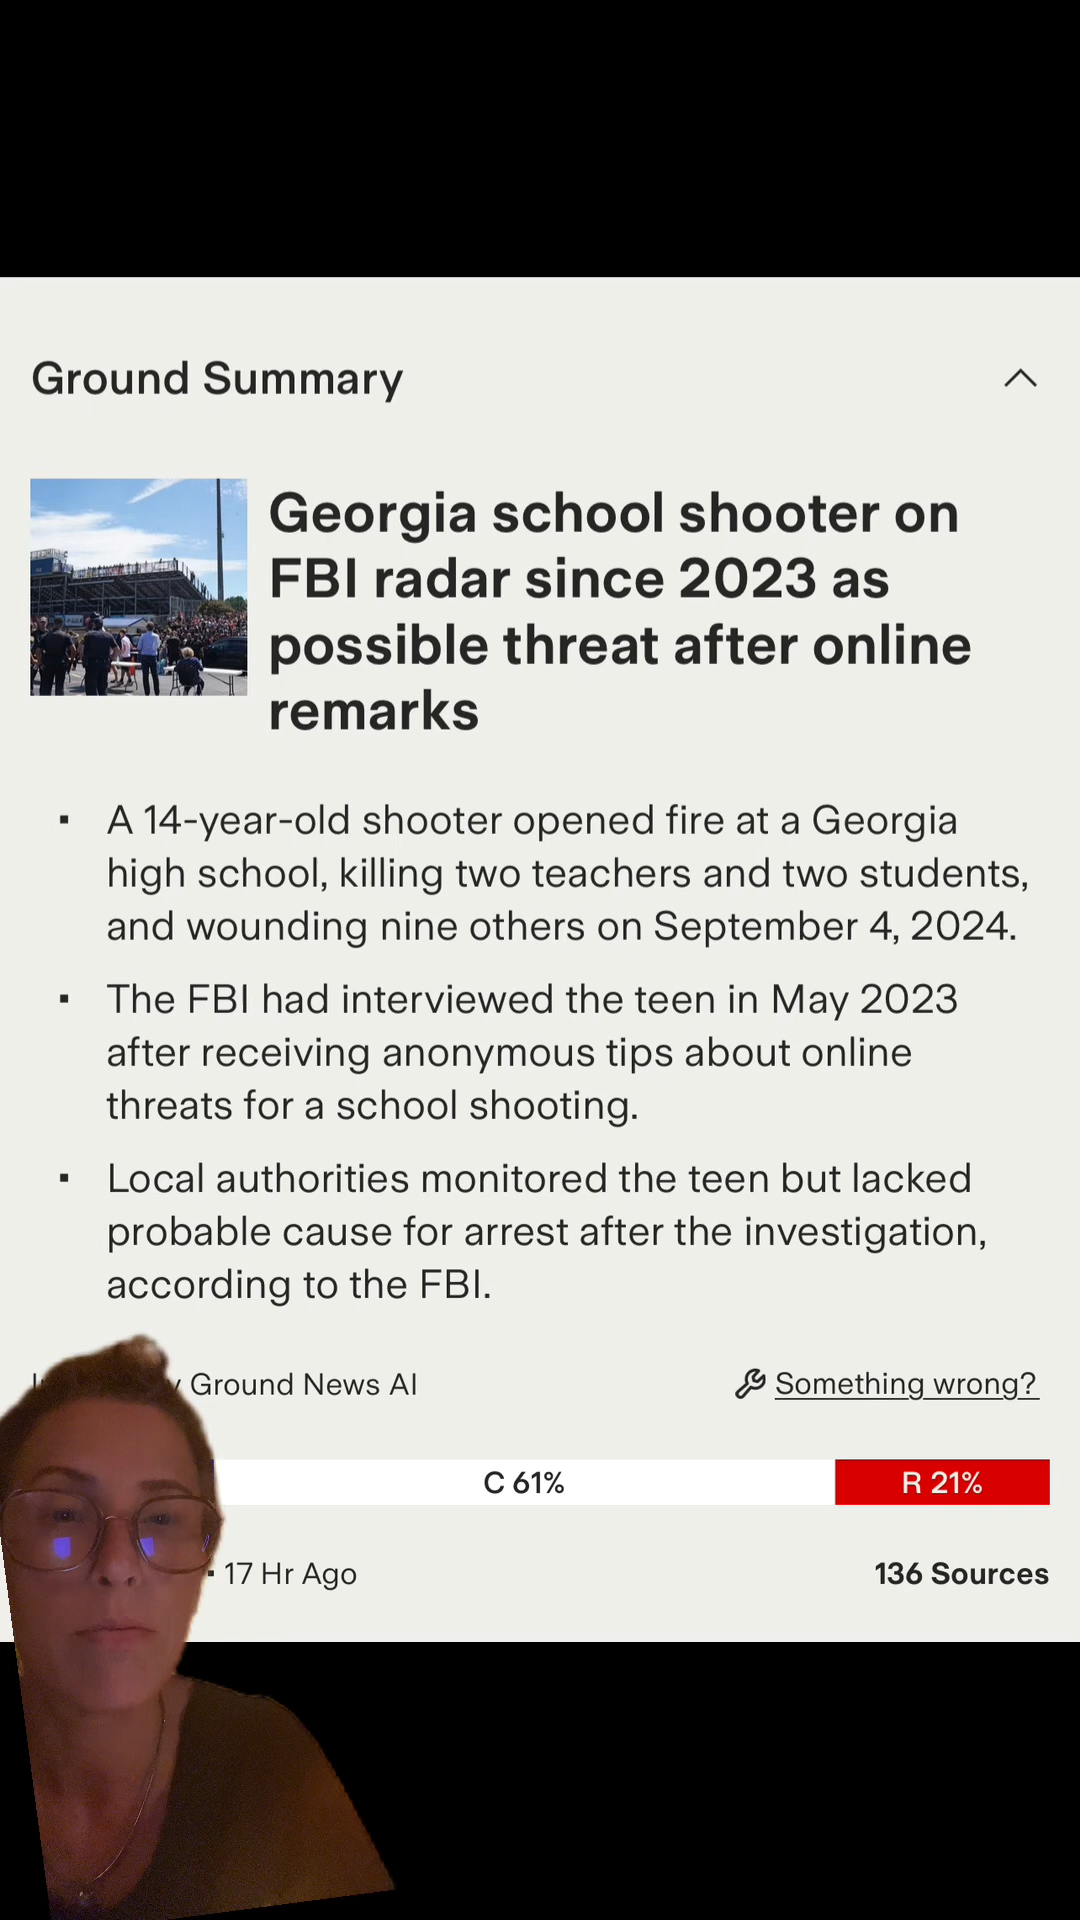 Ground Summary
Georgia school shooter on
FBI radar since 2023 as
possible threat after online
remarks
▪ A 14-year-old shooter opened fire at a Georgia
high school, killing two teachers and two students,
and wounding nine others on September 4, 2024.
▪ The FBI had interviewed the teen in May 2023
after receiving anonymous tips about online
threats for a school shooting.
▪ Local authorities monitored the teen but lacked
probable cause for arrest after the investigation,
according to the FBI.
Ground News AI
Something wrong?
C 61%
R 21%
17 Hr Ago
136 Sources